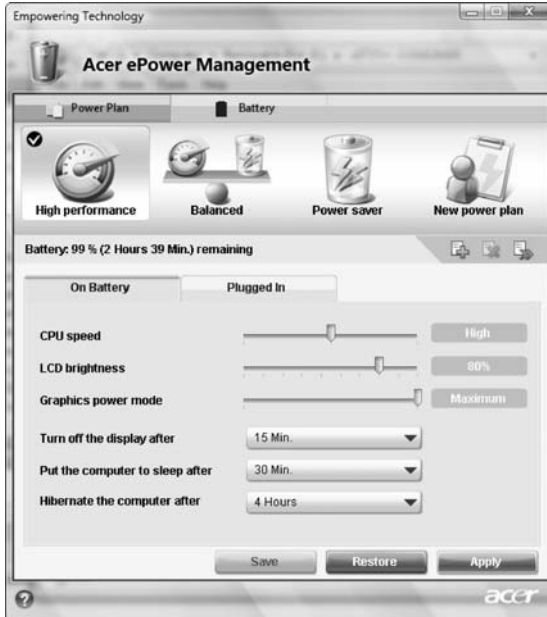 Empowering Technology
Acer ePower Management
Power Plan Battery
High performance Balanced Power saver New power plan
Battery: 99 % (2 Hours 39 Min.) remaining
On Battery Plugged In
CPU speed High
LCD brightness 80%
Graphics power mode Maximum
Turn off the display after 15 Min.
Put the computer to sleep after 30 Min.
Hibernate the computer after 4 Hours
Save Restore Apply
acer